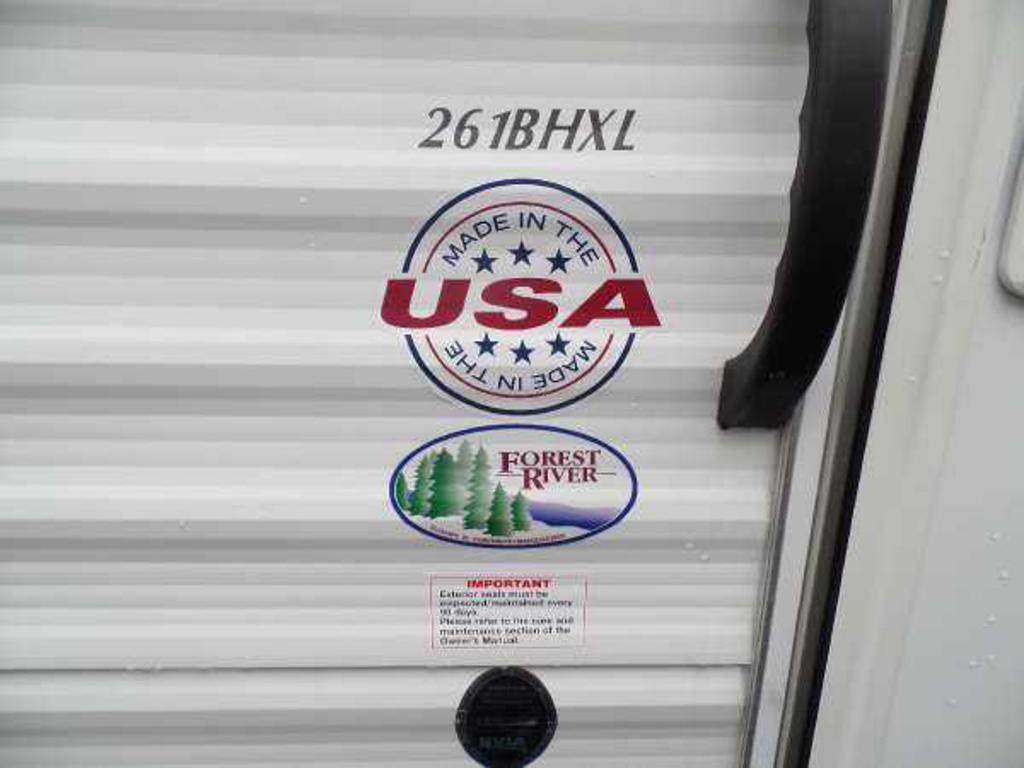 261BHXL
MADE IN THE
USA
MADE IN THE
FOREST
RIVER
IMPORTANT
Exterior seals must be
inspected/maintained every
90 days.
Please refer to the care and
maintenance section of the
Owner's Manual.